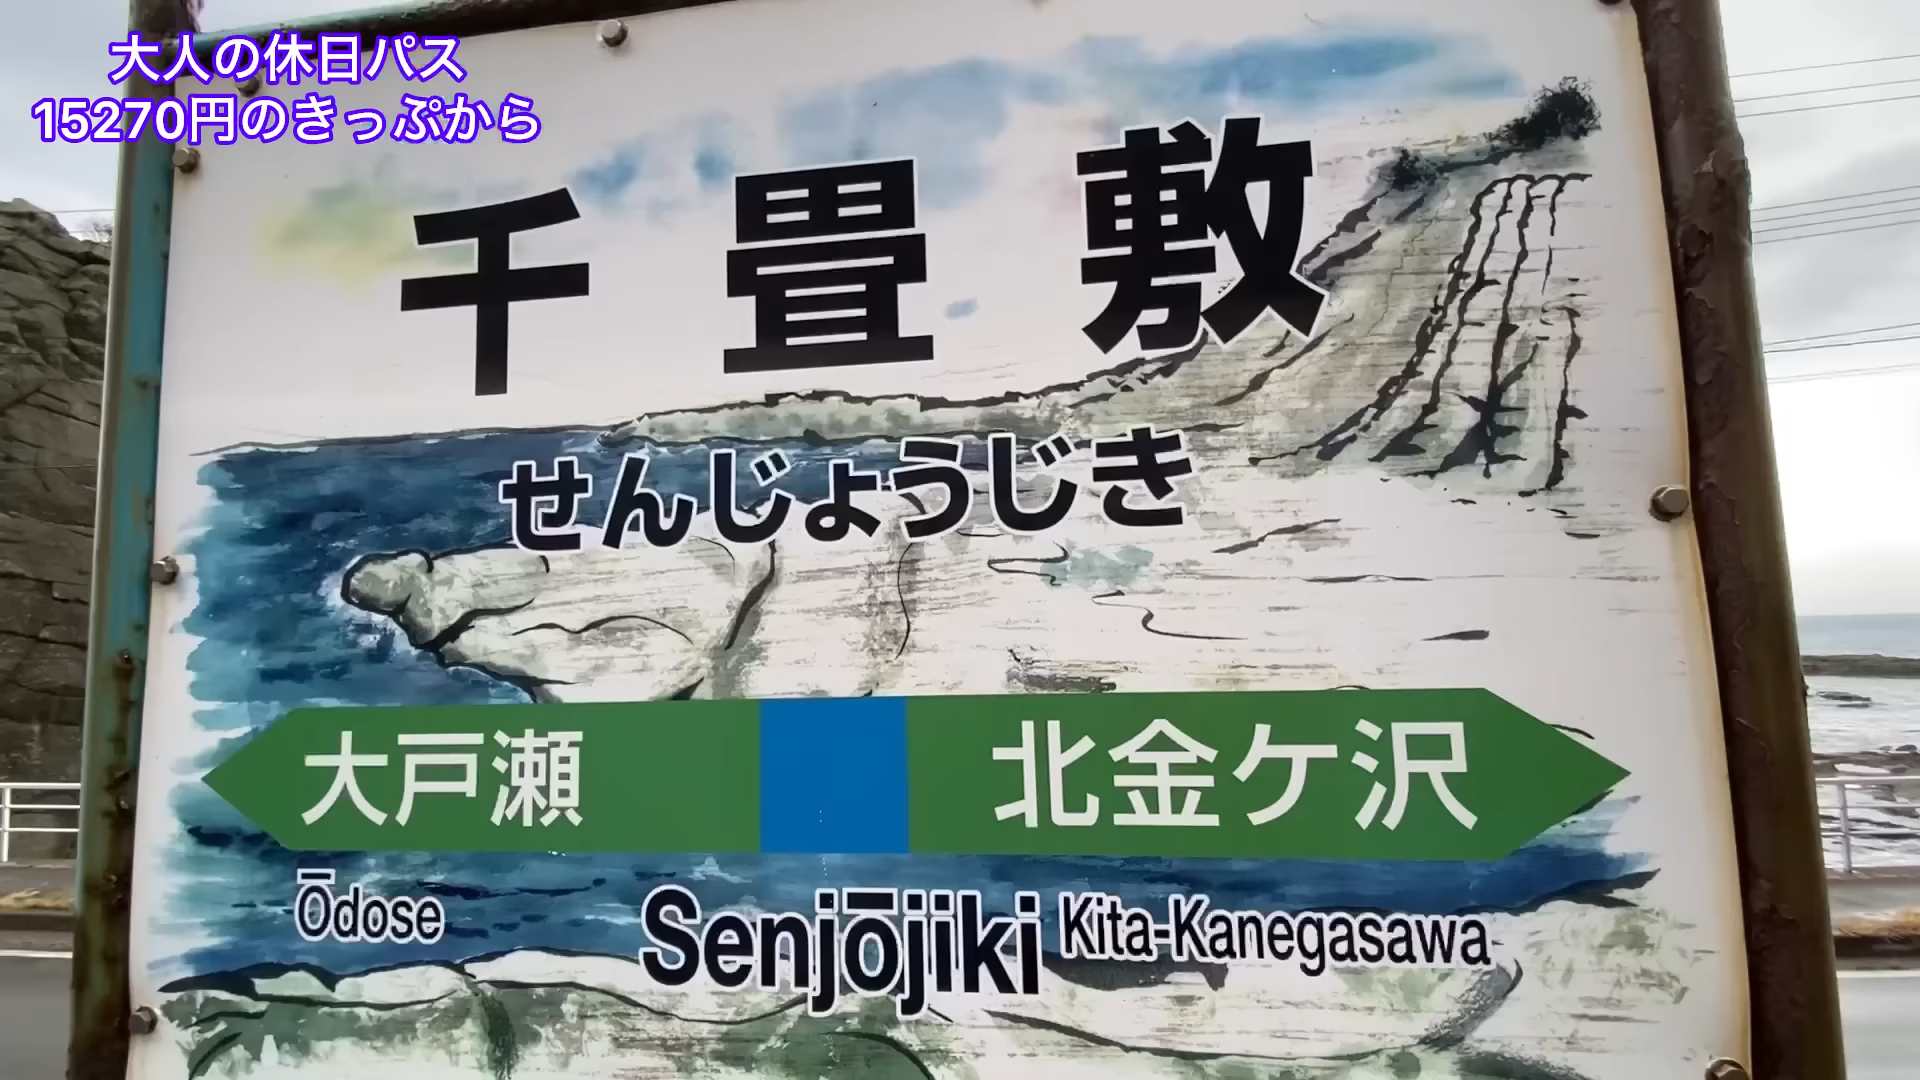 大人の休日パス
15270円のきっぷから
千畳敷
せんじょうじき
大戸瀬 北金ケ沢
Ōdose Senjōjiki Kita-Kanegasawa